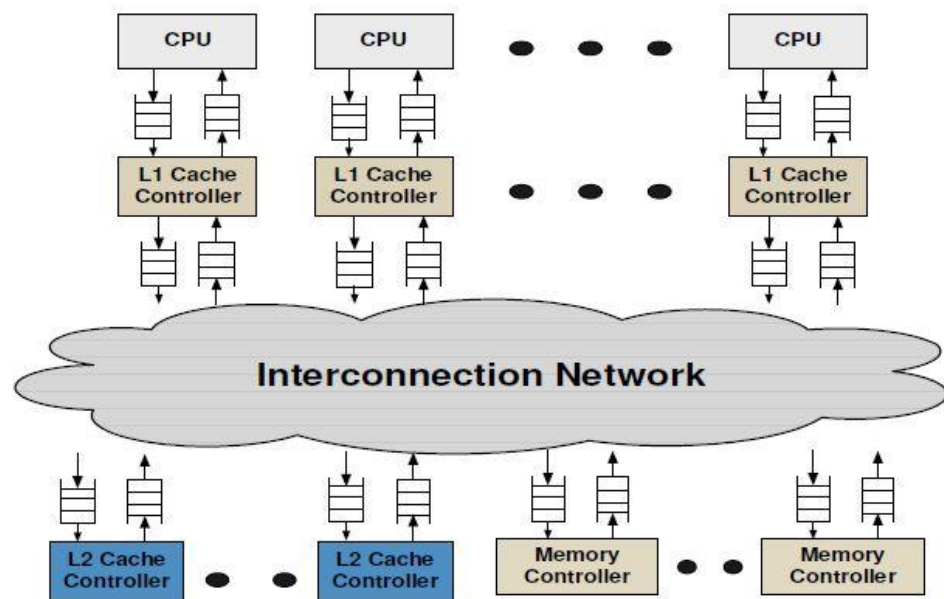 CPU
CPU
CPU
L1 Cache
Controller
L1 Cache
Controller
L1 Cache
Controller
Interconnection Network
L2 Cache
Controller
L2 Cache
Controller
Memory
Controller
Memory
Controller